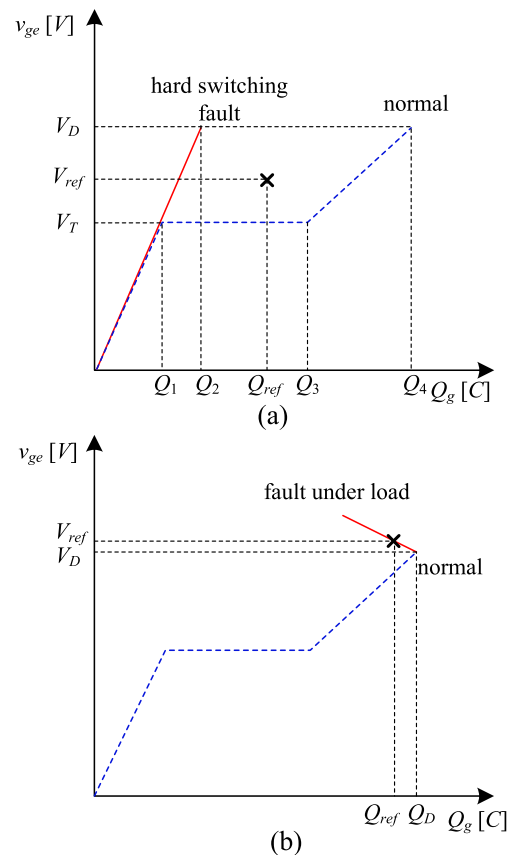 v_ge [V]
hard switching
fault
normal
V_D
V_ref
V_T
Q_1 Q_2 Q_ref Q_3 Q_4 Q_g [C]
(a)
v_ge [V]
fault under load
V_ref
V_D
normal
Q_ref Q_D Q_g [C]
(b)